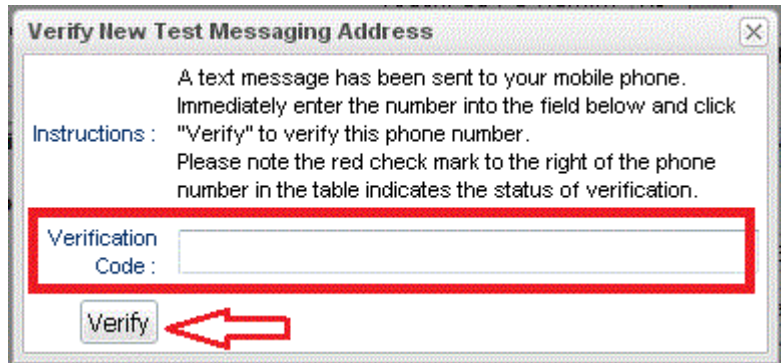 Verify New Test Messaging Address
A text message has been sent to your mobile phone.
Immediately enter the number into the field below and click
Instructions : "Verify" to verify this phone number.
Please note the red check mark to the right of the phone
number in the table indicates the status of verification.
Verification
Code :
Verify